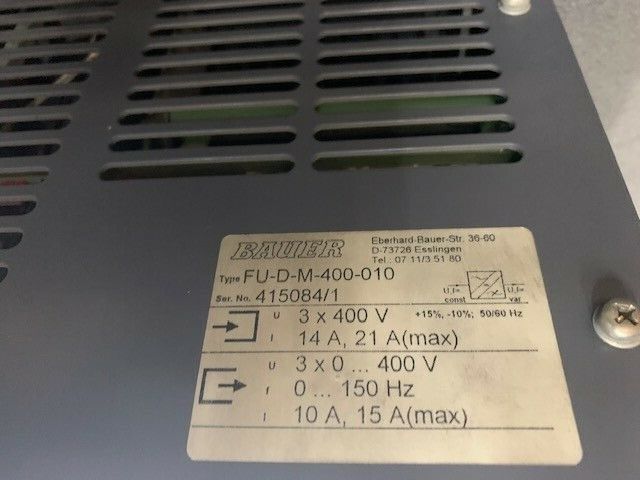 BAUER
Eberhard-Bauer-Str. 36-60
D-73726 Esslingen
Tel.: 07 11/3 51 80
Type FU-D-M-400-010
Ser. No. 415084/1
U, f= const
U, f= var
U 3 x 400 V +15%, -10%; 50/60 Hz
I 14 A, 21 A(max)
U 3 x 0 ... 400 V
f 0 ... 150 Hz
I 10 A, 15 A(max)